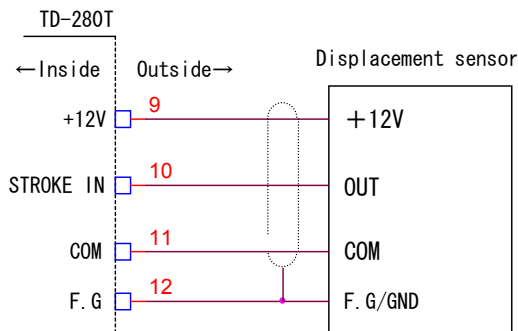 TD-280T
←Inside Outside→
Displacement sensor
+12V 9 +12V
STROKE IN 10 OUT
COM 11 COM
F.G 12 F.G/GND